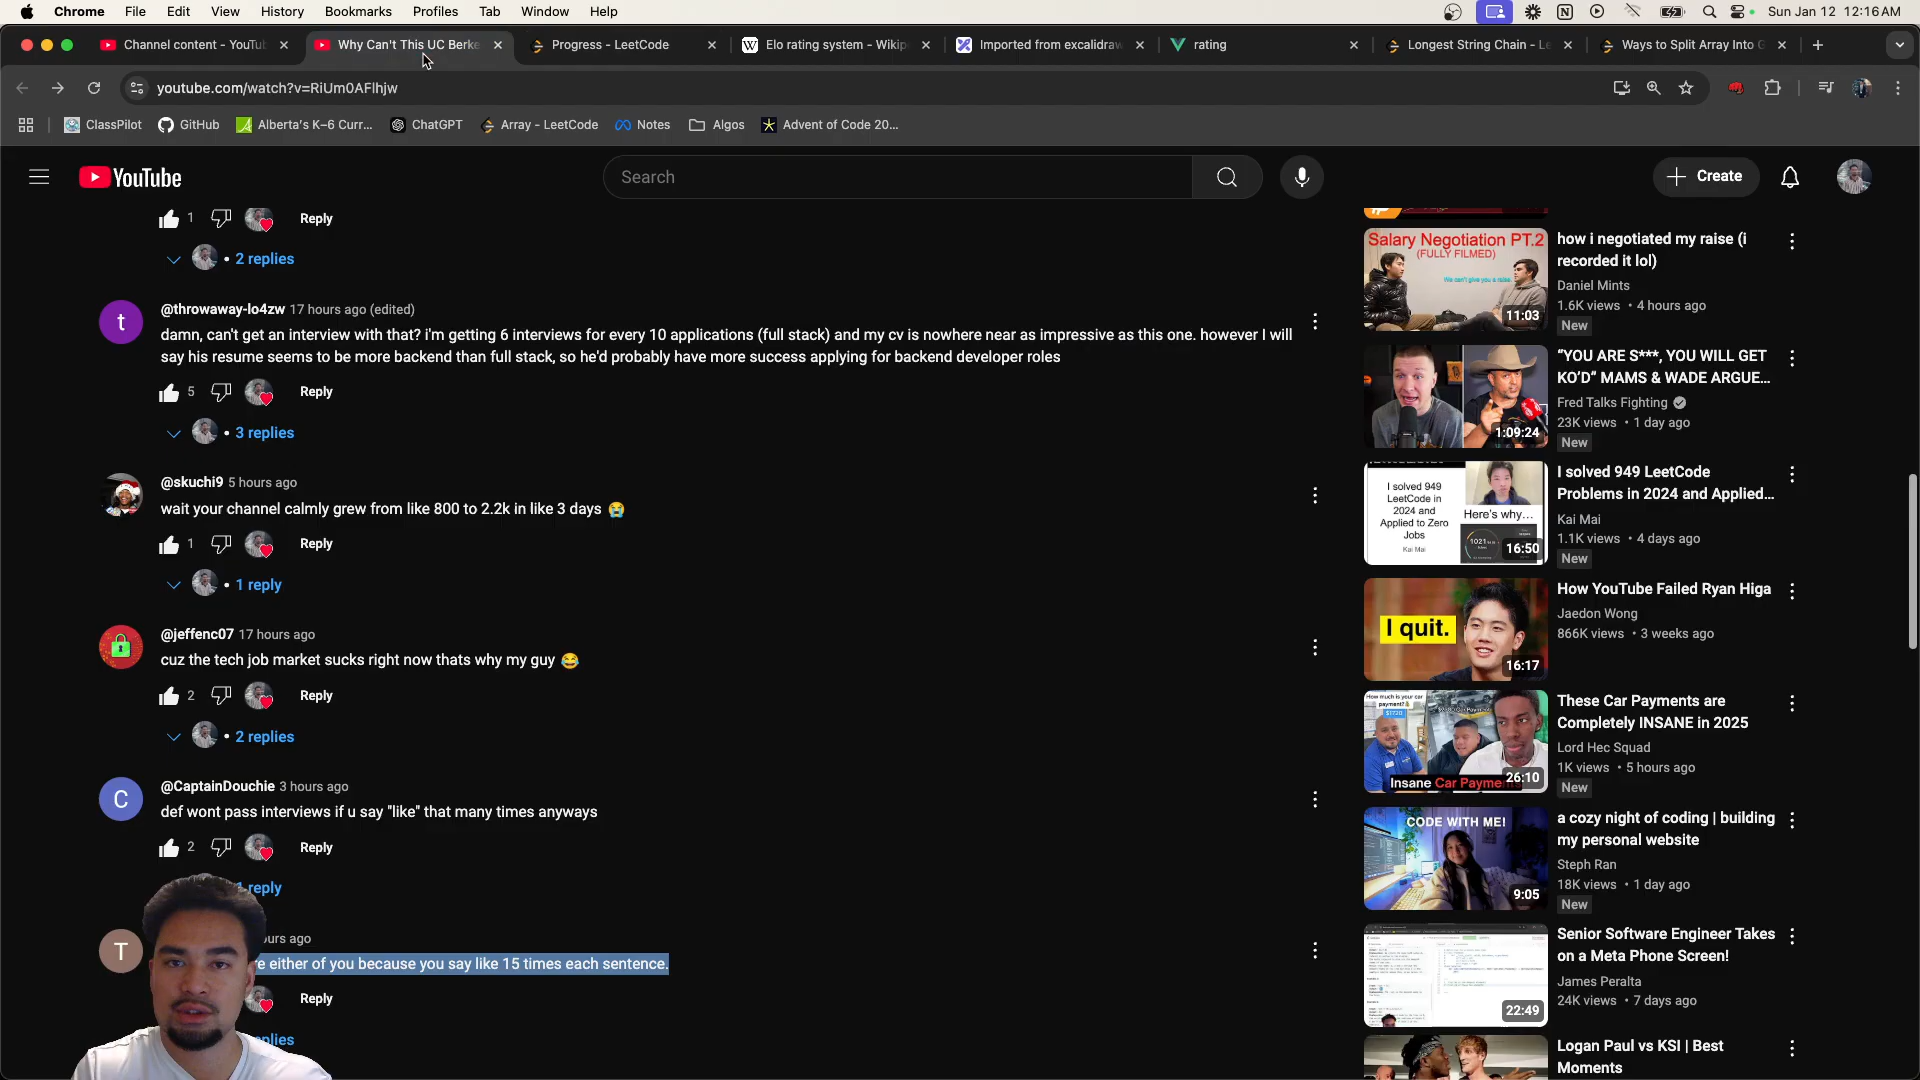 Chrome File Edit View History Bookmarks Profiles Tab Window Help Sun Jan 12 12:16 AM
Channel content - YouTu Why Can't This UC Berke Progress - LeetCode Elo rating system - Wikip Imported from excalidraw rating Longest String Chain - Le Ways to Split Array Into G
youtube.com/watch?v=RiUm0AFlhjw
ClassPilot GitHub Alberta's K–6 Curr... ChatGPT Array - LeetCode Notes Algos Advent of Code 20...
YouTube Search Create
1 Reply
• 2 replies
t
@throwaway-lo4zw 17 hours ago (edited)
damn, can't get an interview with that? i'm getting 6 interviews for every 10 applications (full stack) and my cv is nowhere near as impressive as this one. however I will
say his resume seems to be more backend than full stack, so he'd probably have more success applying for backend developer roles
5 Reply
• 3 replies
@skuchi9 5 hours ago
wait your channel calmly grew from like 800 to 2.2k in like 3 days 😭
1 Reply
• 1 reply
@jeffenc07 17 hours ago
cuz the tech job market sucks right now thats why my guy 😂
2 Reply
• 2 replies
C
@CaptainDouchie 3 hours ago
def wont pass interviews if u say "like" that many times anyways
2 Reply
reply
T
ours ago
re either of you because you say like 15 times each sentence.
Reply
plies
Salary Negotiation PT.2
(FULLY FILMED)
We can't give you a raise.
11:03
how i negotiated my raise (i
recorded it lol)
Daniel Mints
1.6K views • 4 hours ago
New
1:09:24
"YOU ARE S***, YOU WILL GET
KO'D" MAMS & WADE ARGUE...
Fred Talks Fighting
23K views • 1 day ago
New
I solved 949
LeetCode in
2024 and
Applied to Zero
Jobs
Kai Mai
Here's why...
16:50
I solved 949 LeetCode
Problems in 2024 and Applied...
Kai Mai
1.1K views • 4 days ago
New
I quit.
16:17
How YouTube Failed Ryan Higa
Jaedon Wong
866K views • 3 weeks ago
How much is your car
payment?
$1720
Insane Car Payments
26:10
These Car Payments are
Completely INSANE in 2025
Lord Hec Squad
1K views • 5 hours ago
New
CODE WITH ME!
9:05
a cozy night of coding | building
my personal website
Steph Ran
18K views • 1 day ago
New
22:49
Senior Software Engineer Takes
on a Meta Phone Screen!
James Peralta
24K views • 7 days ago
Logan Paul vs KSI | Best
Moments